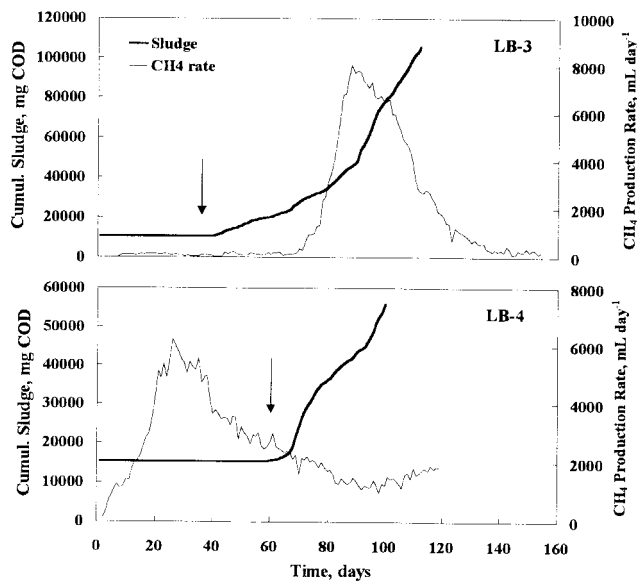 120000
100000
80000
60000
40000
20000
0
Cumul. Sludge, mg COD
Sludge
CH4 rate
LB-3
10000
8000
6000
4000
2000
0
CH₄ Production Rate, mL day⁻¹
60000
50000
40000
30000
20000
10000
0
Cumul. Sludge, mg COD
LB-4
8000
6000
4000
2000
0
CH₄ Production Rate, mL day⁻¹
0 20 40 60 80 100 120 140 160
Time, days